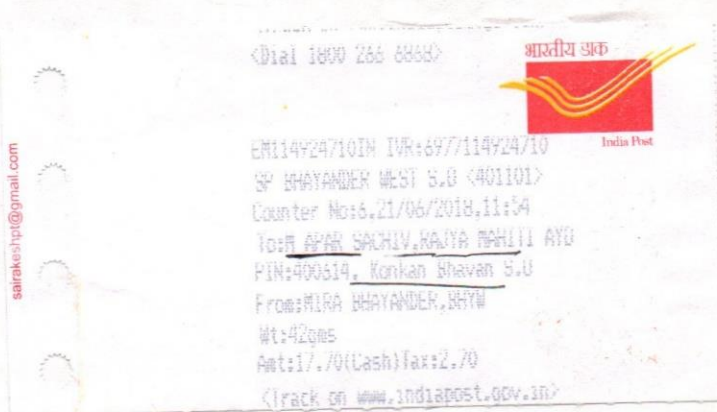 <Dial 1800 266 6868>
भारतीय डाक
India Post
EM114924710IN IVR:6977114924710
SP BHAYANDER WEST S.O <401101>
Counter No:6,21/06/2018,11:54
To:M APAR SACHIV,RAJYA MAHITI AYO
PIN:400614, Konkan Bhavan S.O
From:MIRA BHAYANDER,BHYW
Wt:42gms
Amt:17.70(Cash)Tax:2.70
<Track on www.indiapost.gov.in>
sairakeshpt@gmail.com